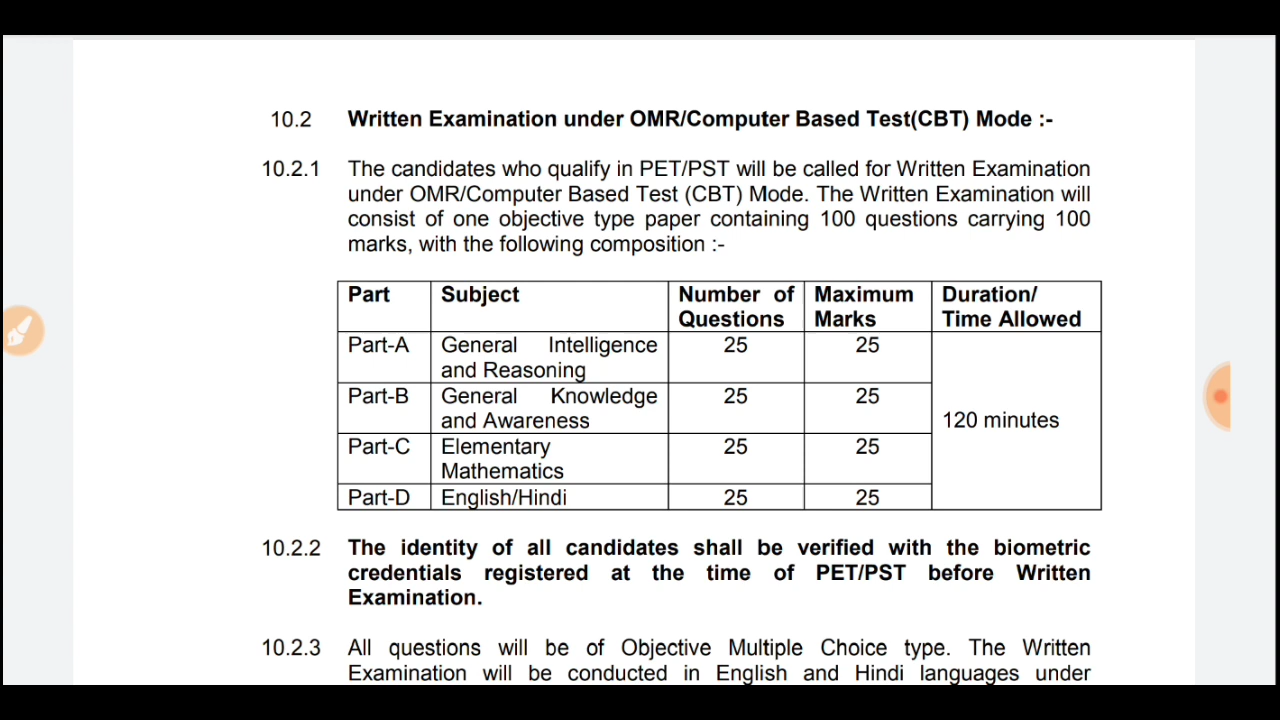 10.2 Written Examination under OMR/Computer Based Test(CBT) Mode :-
10.2.1 The candidates who qualify in PET/PST will be called for Written Examination
under OMR/Computer Based Test (CBT) Mode. The Written Examination will
consist of one objective type paper containing 100 questions carrying 100
marks, with the following composition :-
Part Subject Number of Maximum Duration/
Questions Marks Time Allowed
Part-A General Intelligence 25 25
and Reasoning
Part-B General Knowledge 25 25
and Awareness 120 minutes
Part-C Elementary 25 25
Mathematics
Part-D English/Hindi 25 25
10.2.2 The identity of all candidates shall be verified with the biometric
credentials registered at the time of PET/PST before Written
Examination.
10.2.3 All questions will be of Objective Multiple Choice type. The Written
Examination will be conducted in English and Hindi languages under